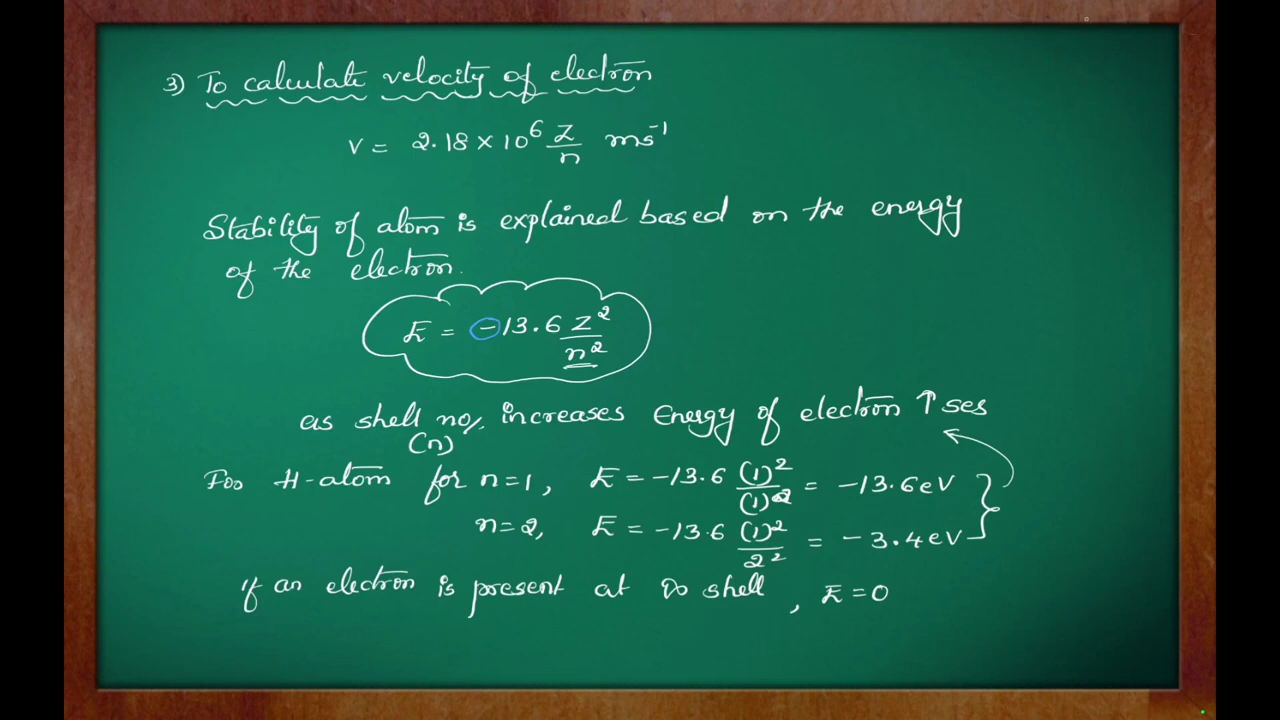 3) To calculate velocity of electron
v = 2.18 × 10⁶ Z/n ms⁻¹
Stability of atom is explained based on the energy
of the electron.
E = -13.6 Z²/n²
as shell no/. increases Energy of electron ↑ses
(n)
For H-atom for n=1, E = -13.6 (1)²/(1)² = -13.6eV
n=2, E = -13.6 (1)²/2² = -3.4eV
If an electron is present at ∞ shell, E=0